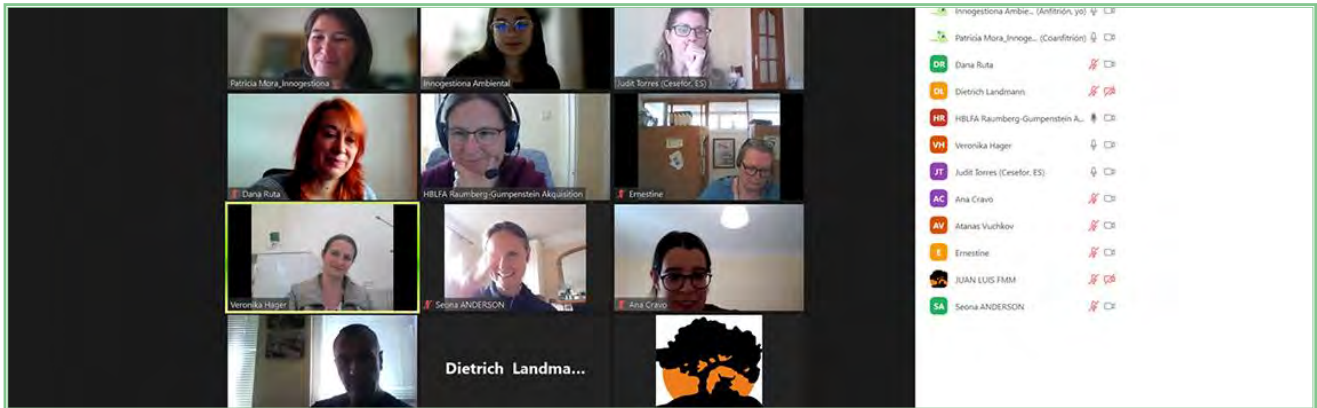 Patricia Mora_Innogestiona
Innogestiona Ambiental
Judit Torres (Cesefor, ES)
Dana Ruta
HBLFA Raumberg-Gumpenstein Akquisition
Ernestine
Veronika Hager
Seona ANDERSON
Ana Cravo
Dietrich Landma...
Innogestiona Ambie... (Anfitrión, yo)
Patricia Mora_Innoge... (Coanfitrión)
DR Dana Ruta
DL Dietrich Landmann
HR HBLFA Raumberg-Gumpenstein A...
VH Veronika Hager
JT Judit Torres (Cesefor, ES)
AC Ana Cravo
AV Atanas Vuchkov
E Ernestine
JUAN LUIS FMM
SA Seona ANDERSON